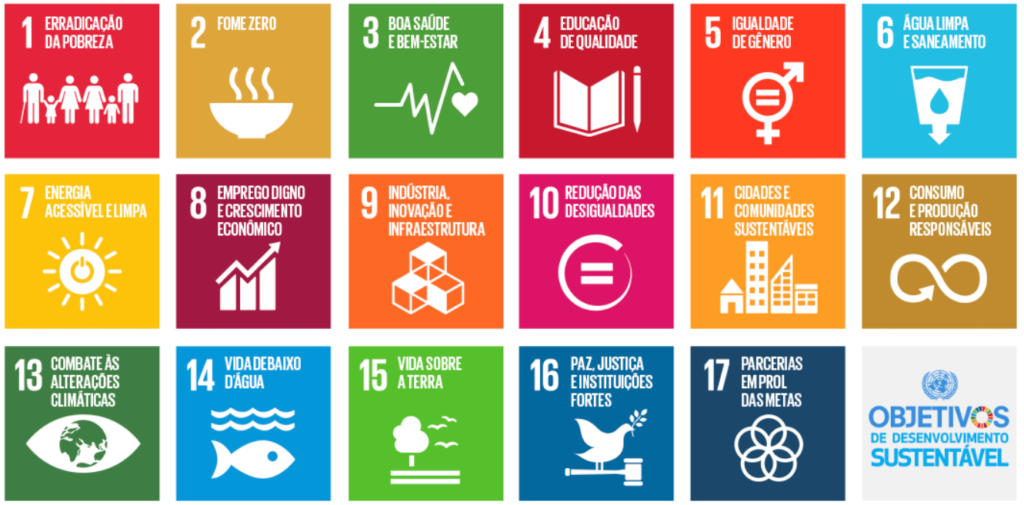 1 ERRADICAÇÃO
DA POBREZA
2 FOME ZERO
3 BOA SAÚDE
E BEM-ESTAR
4 EDUCAÇÃO
DE QUALIDADE
5 IGUALDADE
DE GÊNERO
6 ÁGUA LIMPA
E SANEAMENTO
7 ENERGIA
ACESSÍVEL E LIMPA
8 EMPREGO DIGNO
E CRESCIMENTO
ECONÔMICO
9 INDÚSTRIA,
INOVAÇÃO E
INFRAESTRUTURA
10 REDUÇÃO DAS
DESIGUALDADES
11 CIDADES E
COMUNIDADES
SUSTENTÁVEIS
12 CONSUMO
E PRODUÇÃO
RESPONSÁVEIS
13 COMBATE ÀS
ALTERAÇÕES
CLIMÁTICAS
14 VIDA DEBAIXO
D'ÁGUA
15 VIDA SOBRE
A TERRA
16 PAZ, JUSTIÇA
E INSTITUIÇÕES
FORTES
17 PARCERIAS
EM PROL
DAS METAS
OBJETIVOS
DE DESENVOLVIMENTO
SUSTENTÁVEL